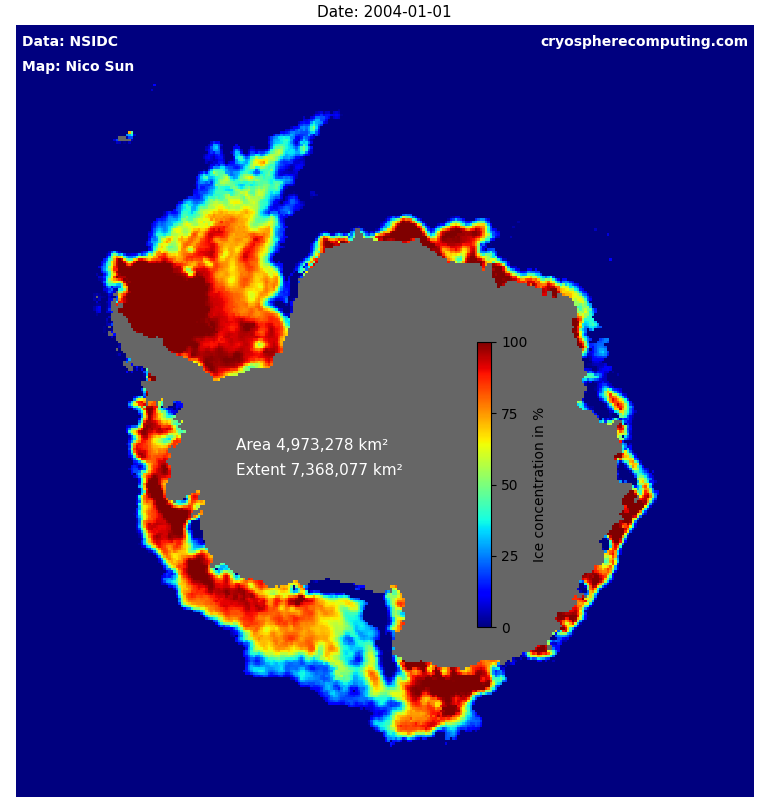 Date: 2004-01-01
Data: NSIDC
cryospherecomputing.com
Map: Nico Sun
100
75
50
25
0
Ice concentration in %
Area 4,973,278 km²
Extent 7,368,077 km²